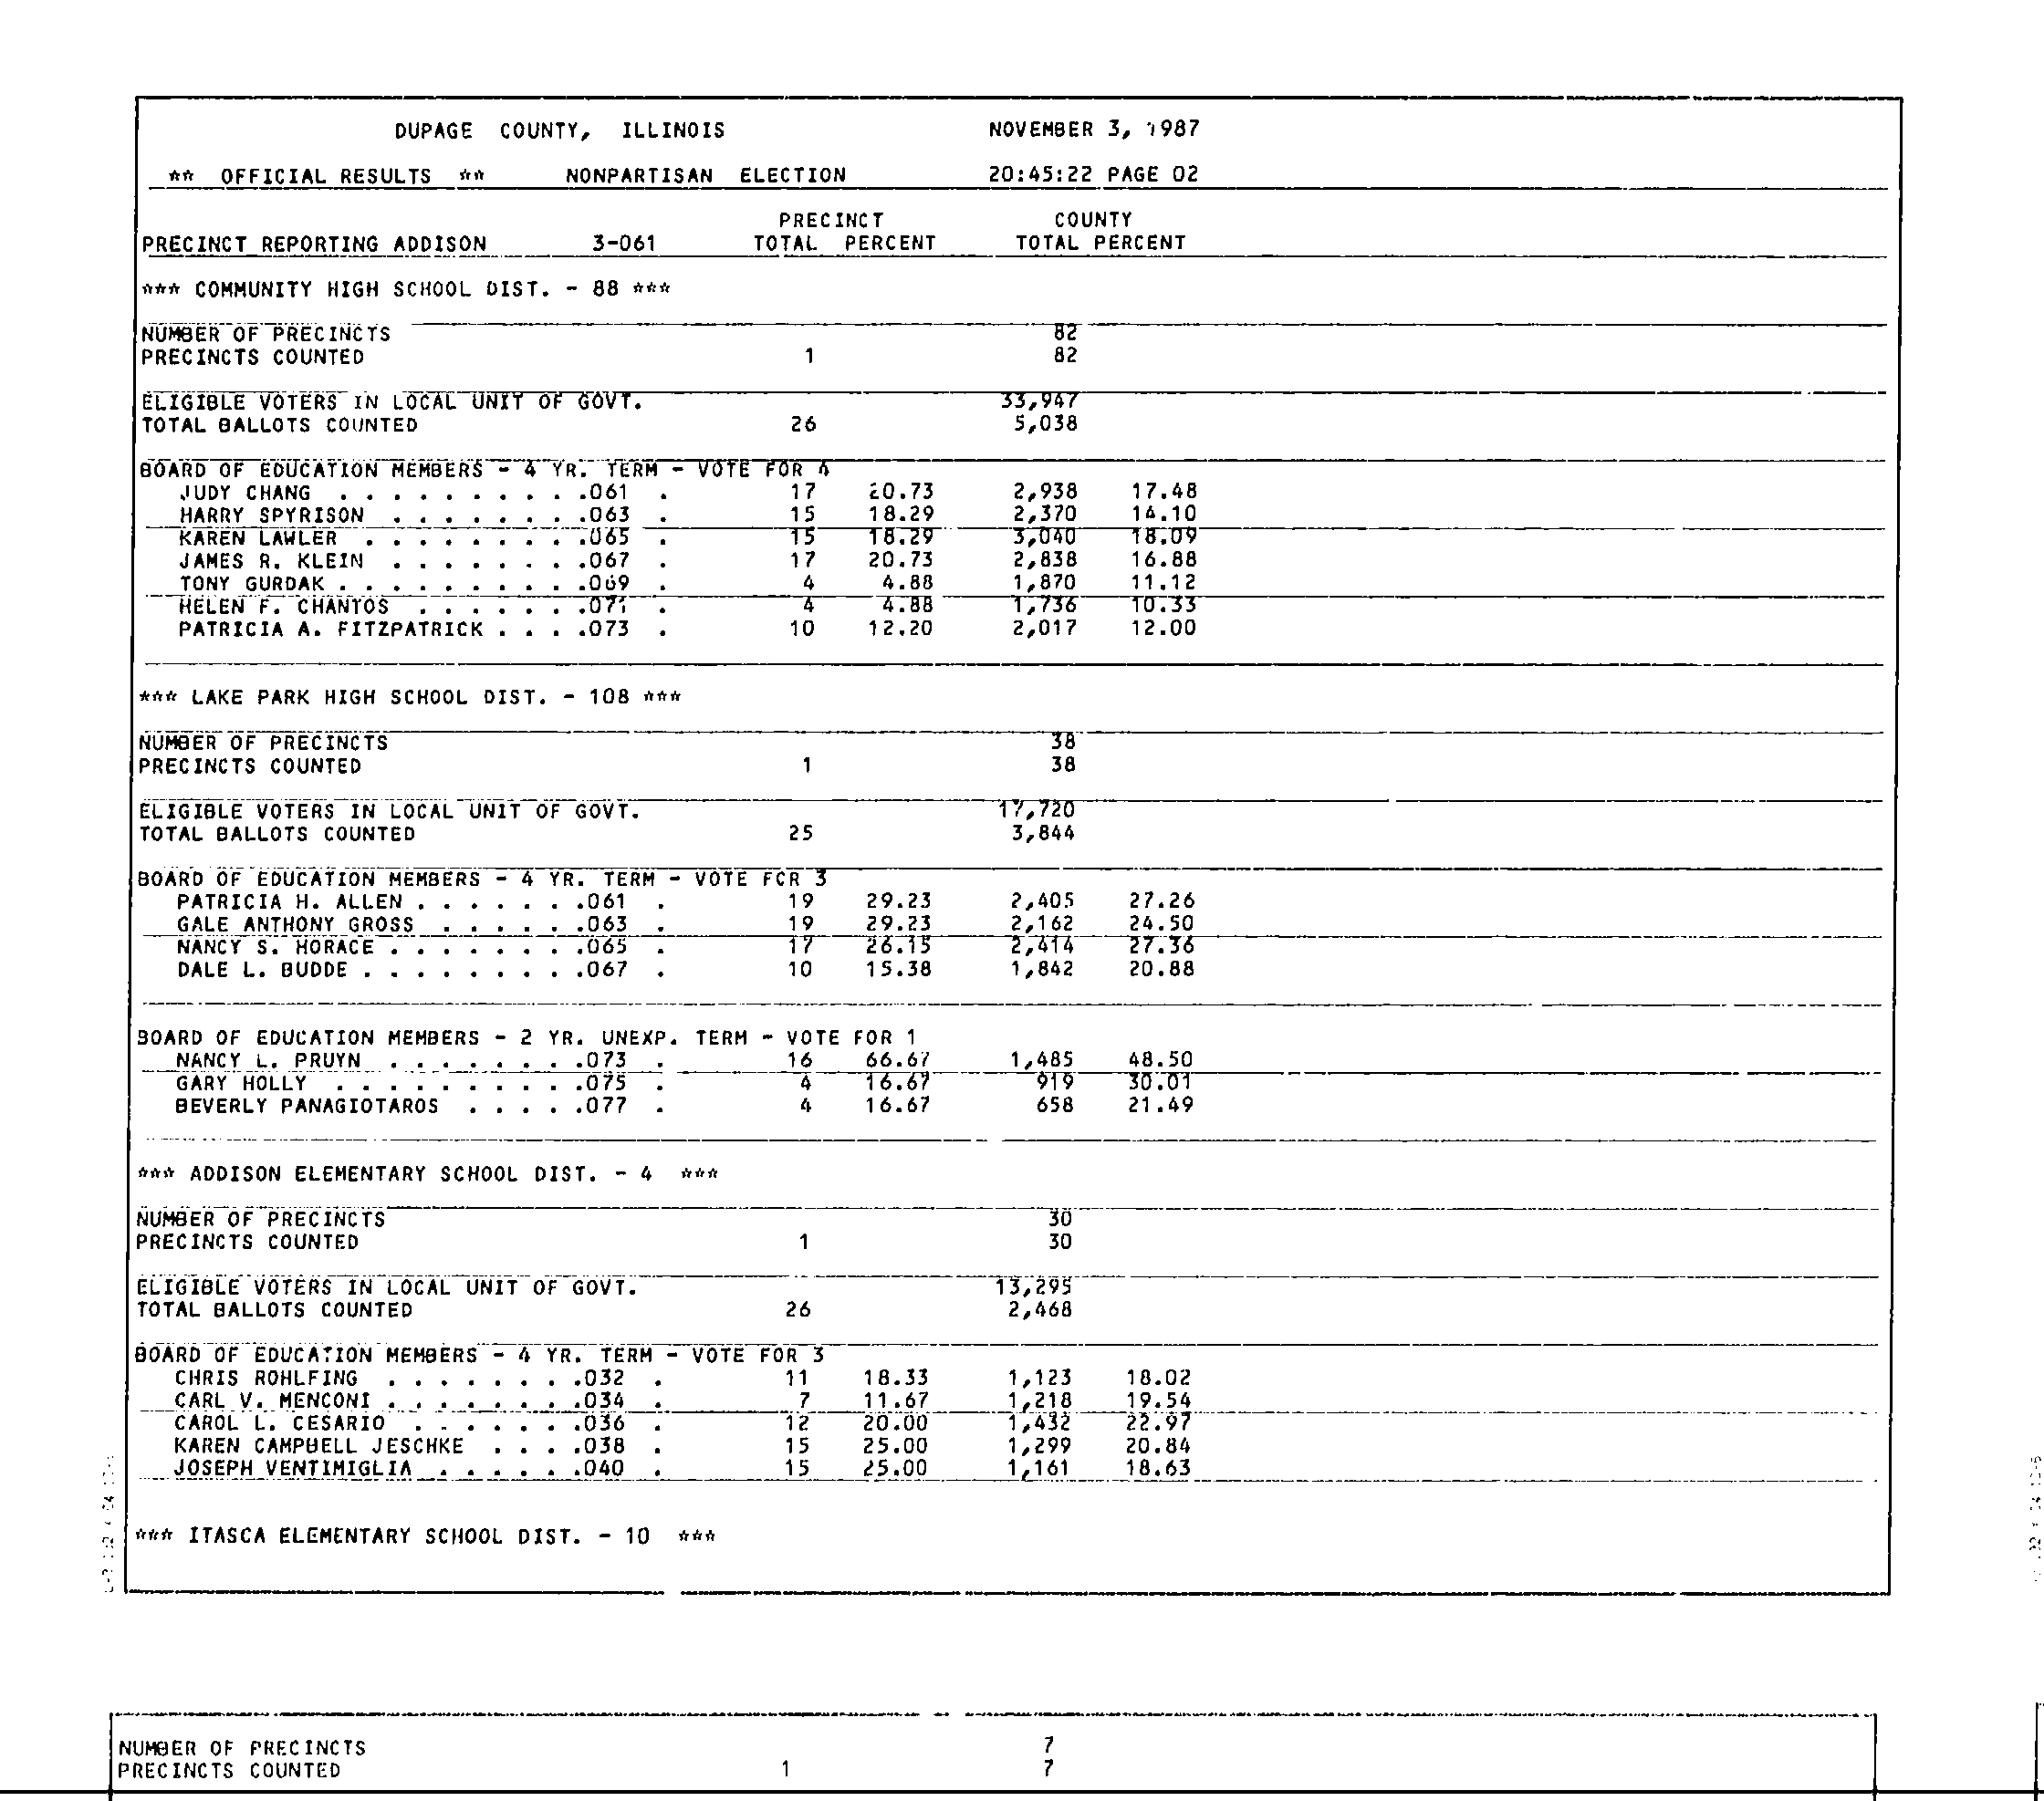 DUPAGE COUNTY, ILLINOIS NOVEMBER 3, 1987
** OFFICIAL RESULTS ** NONPARTISAN ELECTION 20:45:22 PAGE 02
PRECINCT COUNTY
PRECINCT REPORTING ADDISON 3-061 TOTAL PERCENT TOTAL PERCENT
*** COMMUNITY HIGH SCHOOL DIST. - 88 ***
NUMBER OF PRECINCTS 82
PRECINCTS COUNTED 1 82
ELIGIBLE VOTERS IN LOCAL UNIT OF GOVT. 33,947
TOTAL BALLOTS COUNTED 26 5,038
BOARD OF EDUCATION MEMBERS - 4 YR. TERM - VOTE FOR 4
JUDY CHANG . . . . . . . . . .061 . 17 20.73 2,938 17.48
HARRY SPYRISON . . . . . . . .063 . 15 18.29 2,370 14.10
KAREN LAWLER . . . . . . . . .065 . 15 18.29 3,040 18.09
JAMES R. KLEIN . . . . . . . .067 . 17 20.73 2,838 16.88
TONY GURDAK . . . . . . . . . .069 . 4 4.88 1,870 11.12
HELEN F. CHANTOS . . . . . . .071 . 4 4.88 1,736 10.33
PATRICIA A. FITZPATRICK . . . .073 . 10 12.20 2,017 12.00
*** LAKE PARK HIGH SCHOOL DIST. - 108 ***
NUMBER OF PRECINCTS 38
PRECINCTS COUNTED 1 38
ELIGIBLE VOTERS IN LOCAL UNIT OF GOVT. 17,720
TOTAL BALLOTS COUNTED 25 3,844
BOARD OF EDUCATION MEMBERS - 4 YR. TERM - VOTE FOR 3
PATRICIA H. ALLEN . . . . . . .061 . 19 29.23 2,405 27.26
GALE ANTHONY GROSS . . . . . .063 . 19 29.23 2,162 24.50
NANCY S. HORACE . . . . . . . .065 . 17 26.15 2,414 27.36
DALE L. BUDDE . . . . . . . . .067 . 10 15.38 1,842 20.88
BOARD OF EDUCATION MEMBERS - 2 YR. UNEXP. TERM - VOTE FOR 1
NANCY L. PRUYN . . . . . . . .073 . 16 66.67 1,485 48.50
GARY HOLLY . . . . . . . . . .075 . 4 16.67 919 30.01
BEVERLY PANAGIOTAROS . . . . .077 . 4 16.67 658 21.49
*** ADDISON ELEMENTARY SCHOOL DIST. - 4 ***
NUMBER OF PRECINCTS 30
PRECINCTS COUNTED 1 30
ELIGIBLE VOTERS IN LOCAL UNIT OF GOVT. 13,295
TOTAL BALLOTS COUNTED 26 2,468
BOARD OF EDUCATION MEMBERS - 4 YR. TERM - VOTE FOR 3
CHRIS ROHLFING . . . . . . . .032 . 11 18.33 1,123 18.02
CARL V. MENCONI . . . . . . . .034 . 7 11.67 1,218 19.54
CAROL L. CESARIO . . . . . . .036 . 12 20.00 1,432 22.97
KAREN CAMPBELL JESCHKE . . . .038 . 15 25.00 1,299 20.84
JOSEPH VENTIMIGLIA . . . . . .040 . 15 25.00 1,161 18.63
*** ITASCA ELEMENTARY SCHOOL DIST. - 10 ***
NUMBER OF PRECINCTS 7
PRECINCTS COUNTED 1 7